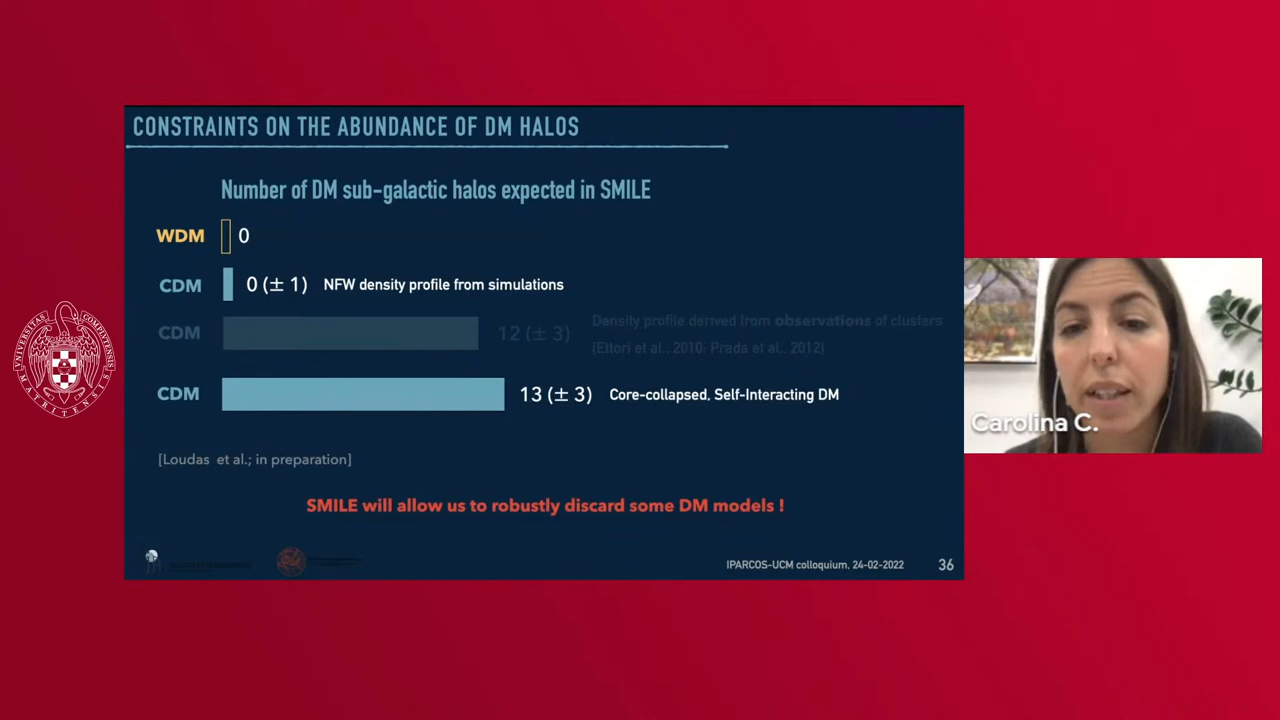 CONSTRAINTS ON THE ABUNDANCE OF DM HALOS
Number of DM sub-galactic halos expected in SMILE
WDM 0
CDM 0 (± 1) NFW density profile from simulations
CDM 12 (± 3) Density profile derived from observations of clusters
[Ettori et al., 2010; Prada et al., 2012]
CDM 13 (± 3) Core-collapsed, Self-Interacting DM
[Loudas et al.; in preparation]
SMILE will allow us to robustly discard some DM models !
IPARCOS-UCM colloquium, 24-02-2022 36
Carolina C.
VNIVERSITAS COMPLVTENSIS
MATRITENSIS